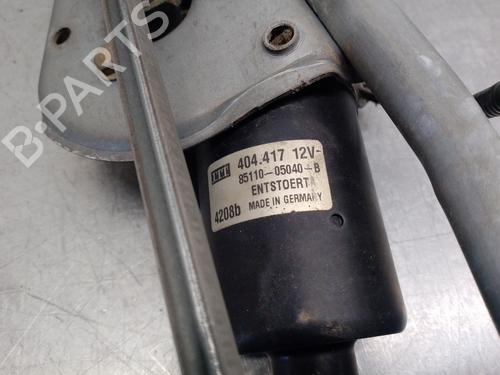 B-PARTS
404.417 12V-
85110-05040-B
ENTSTOERT
4208b MADE IN GERMANY